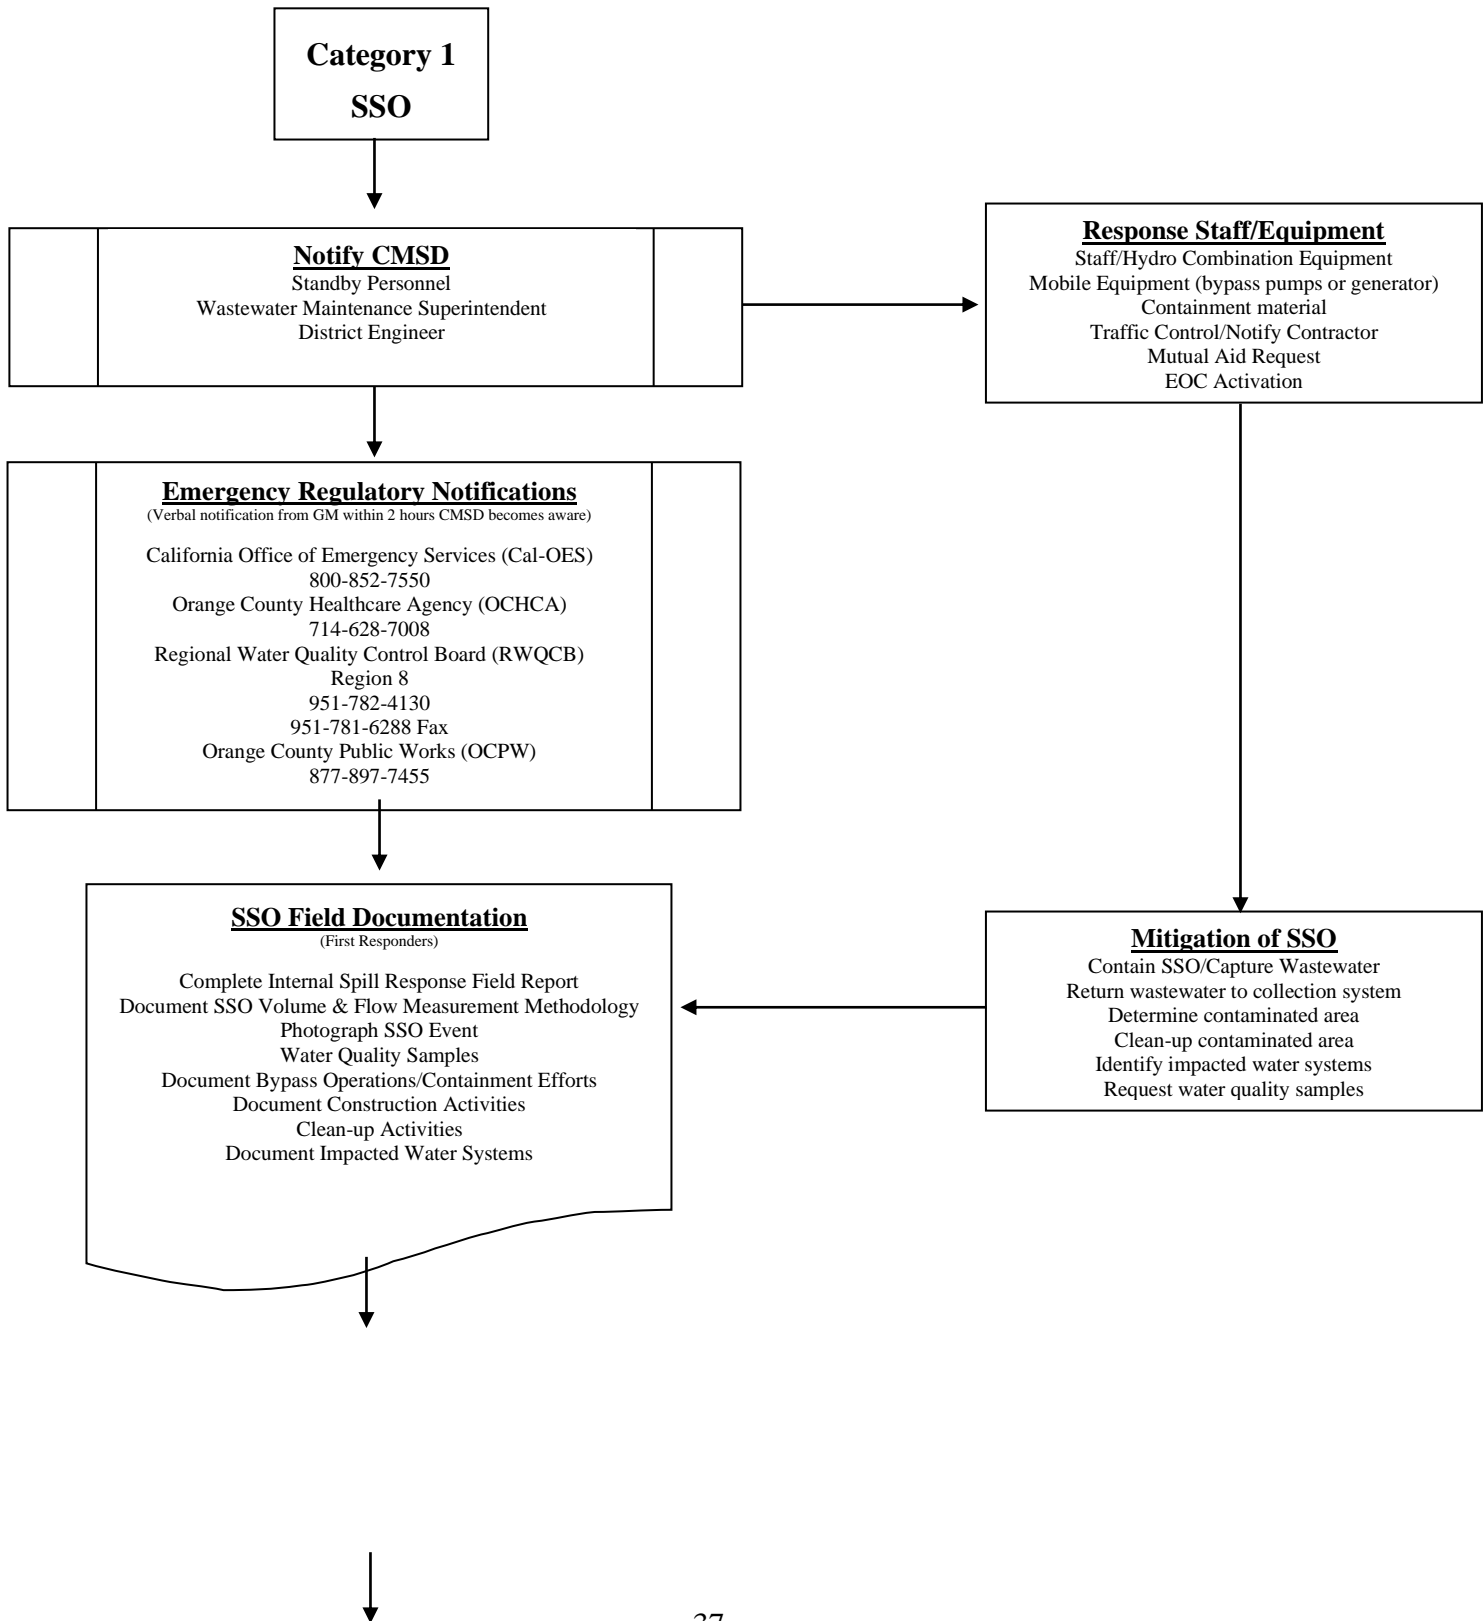 Category 1
SSO
Notify CMSD
Standby Personnel
Wastewater Maintenance Superintendent
District Engineer
Response Staff/Equipment
Staff/Hydro Combination Equipment
Mobile Equipment (bypass pumps or generator)
Containment material
Traffic Control/Notify Contractor
Mutual Aid Request
EOC Activation
Emergency Regulatory Notifications
(Verbal notification from GM within 2 hours CMSD becomes aware)
California Office of Emergency Services (Cal-OES)
800-852-7550
Orange County Healthcare Agency (OCHCA)
714-628-7008
Regional Water Quality Control Board (RWQCB)
Region 8
951-782-4130
951-781-6288 Fax
Orange County Public Works (OCPW)
877-897-7455
SSO Field Documentation
(First Responders)
Complete Internal Spill Response Field Report
Document SSO Volume & Flow Measurement Methodology
Photograph SSO Event
Water Quality Samples
Document Bypass Operations/Containment Efforts
Document Construction Activities
Clean-up Activities
Document Impacted Water Systems
Mitigation of SSO
Contain SSO/Capture Wastewater
Return wastewater to collection system
Determine contaminated area
Clean-up contaminated area
Identify impacted water systems
Request water quality samples
37